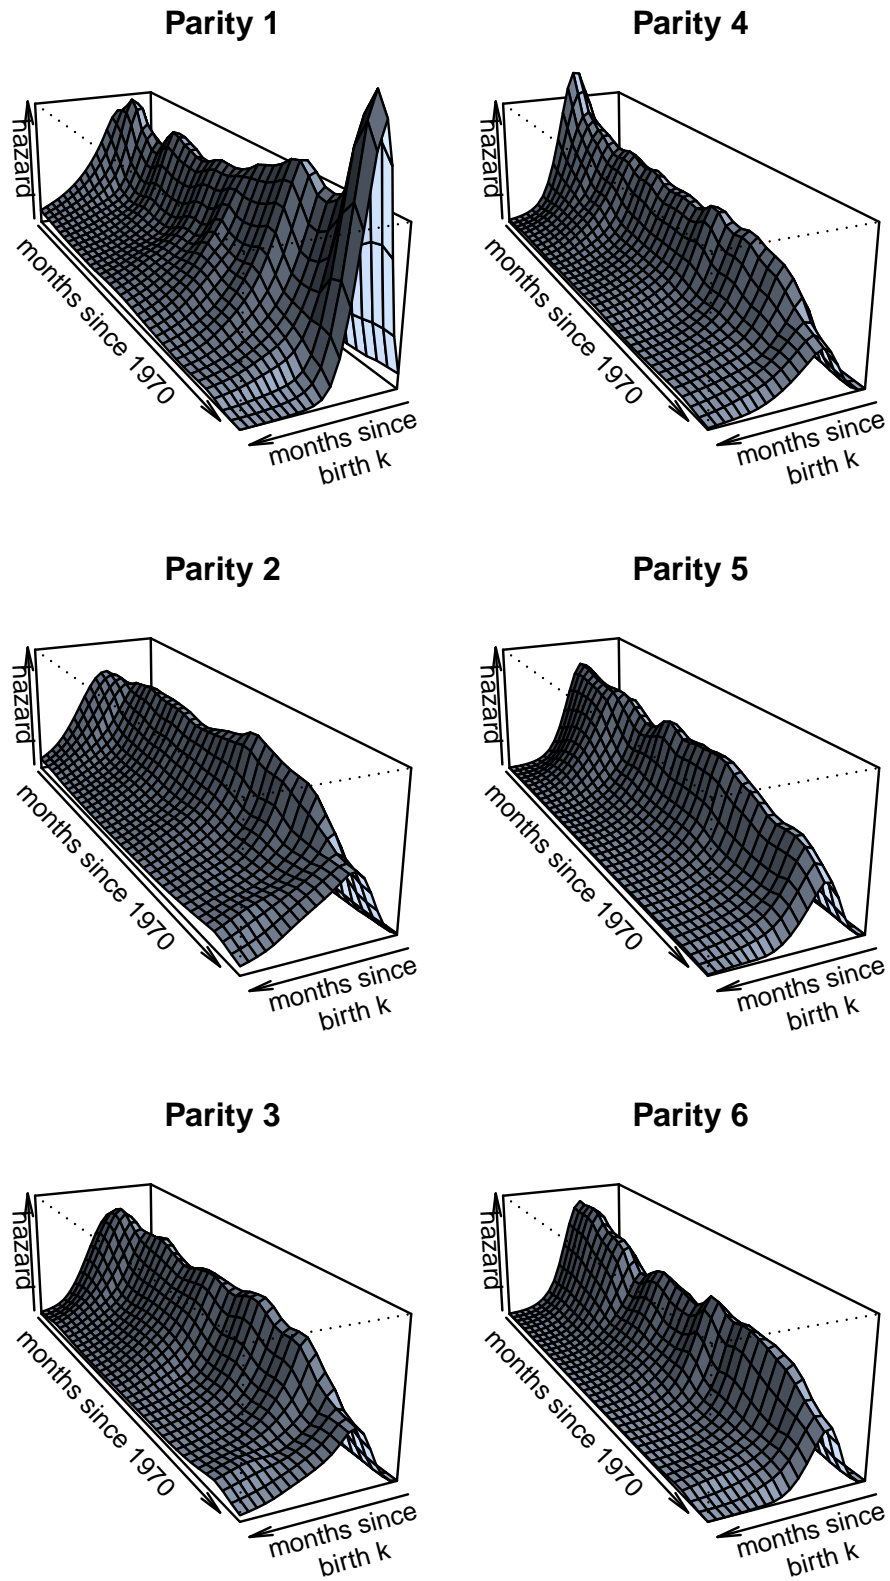 Parity 1
hazard
months since 1970
months since
birth k
Parity 4
hazard
months since 1970
months since
birth k
Parity 2
hazard
months since 1970
months since
birth k
Parity 5
hazard
months since 1970
months since
birth k
Parity 3
hazard
months since 1970
months since
birth k
Parity 6
hazard
months since 1970
months since
birth k